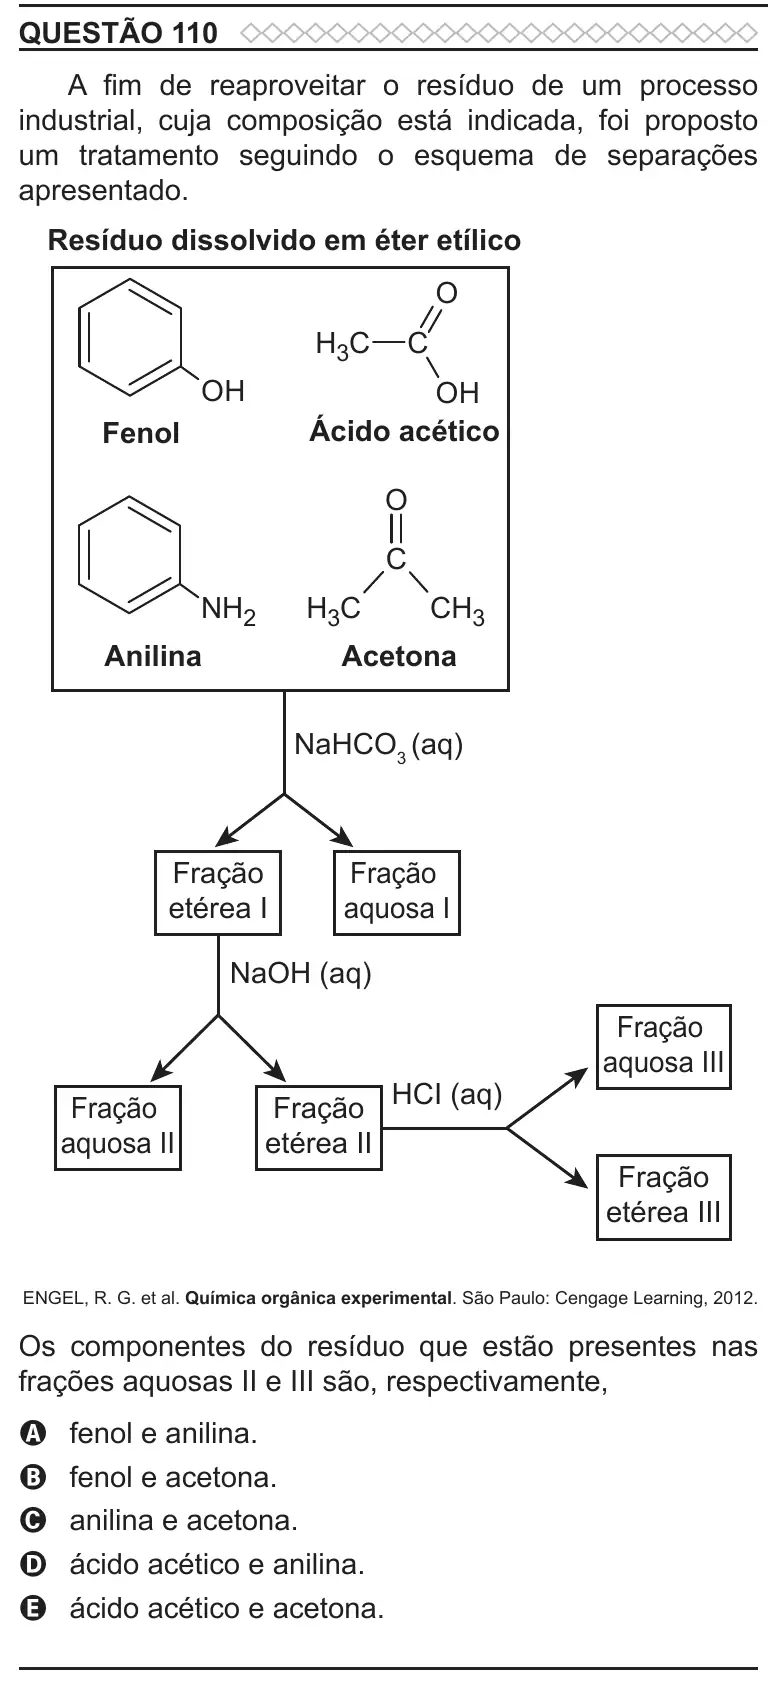 QUESTÃO 110
A fim de reaproveitar o resíduo de um processo
industrial, cuja composição está indicada, foi proposto
um tratamento seguindo o esquema de separações
apresentado.
Resíduo dissolvido em éter etílico
OH
Fenol
O
H3C C
OH
Ácido acético
NH2
Anilina
O
C
H3C CH3
Acetona
NaHCO3 (aq)
Fração
etérea I
Fração
aquosa I
NaOH (aq)
Fração
aquosa II
Fração
etérea II
HCl (aq)
Fração
aquosa III
Fração
etérea III
ENGEL, R. G. et al. Química orgânica experimental. São Paulo: Cengage Learning, 2012.
Os componentes do resíduo que estão presentes nas
frações aquosas II e III são, respectivamente,
A fenol e anilina.
B fenol e acetona.
C anilina e acetona.
D ácido acético e anilina.
E ácido acético e acetona.